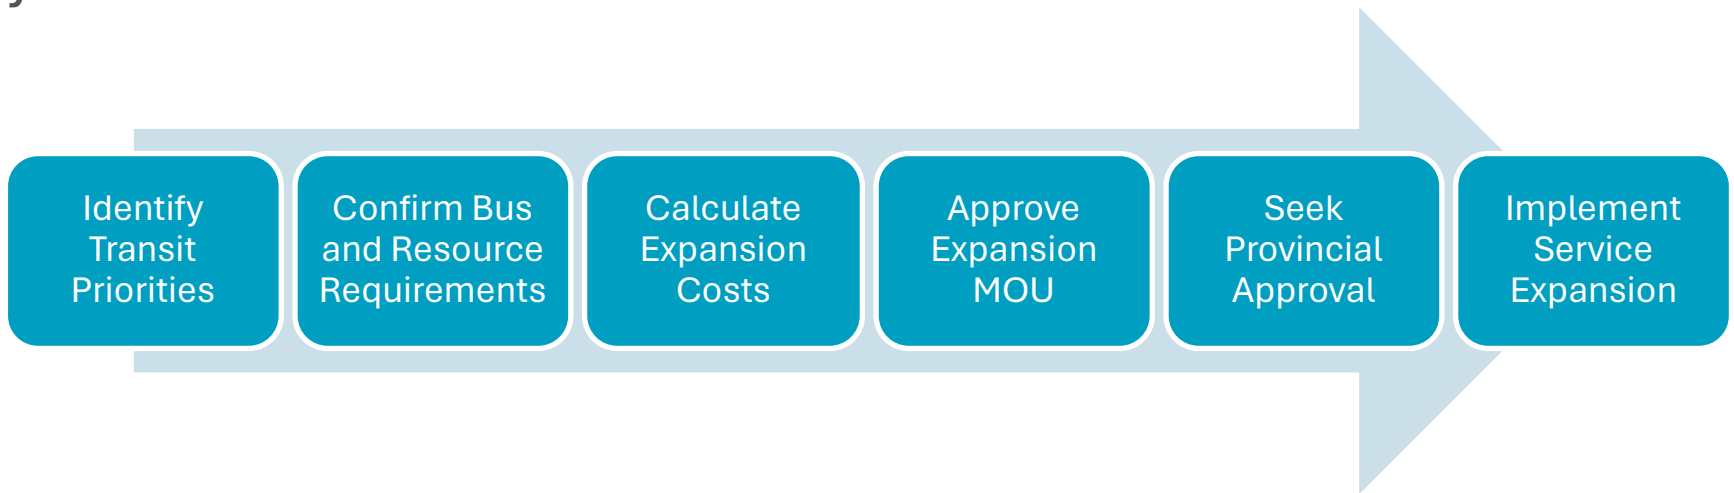 Identify
Transit
Priorities
Confirm Bus
and Resource
Requirements
Calculate
Expansion
Costs
Approve
Expansion
MOU
Seek
Provincial
Approval
Implement
Service
Expansion